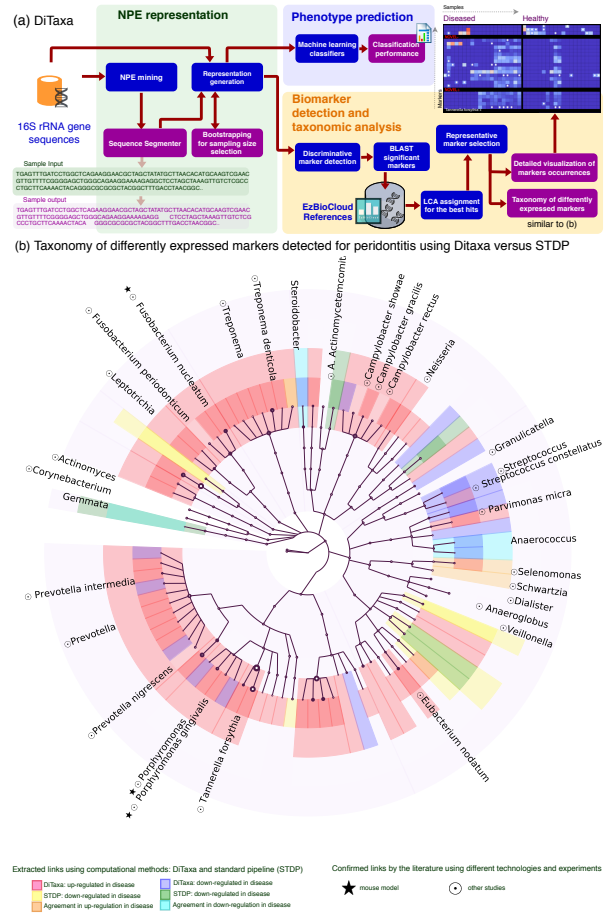 (a) DiTaxa
NPE representation
Phenotype prediction
Samples
Diseased
Healthy
Markers
NPE mining
Representation generation
Machine learning classifiers
Classification performance
16S rRNA gene sequences
Sequence Segmenter
Bootstrapping for sampling size selection
Biomarker detection and taxonomic analysis
Discriminative marker detection
BLAST significant markers
EzBioCloud References
LCA assignment for the best hits
Representative marker selection
Detailed visualization of markers occurrences
Taxonomy of differently expressed markers
similar to (b)
Sample Input
TGAGTTTGATCCTGGCTCAGAAGGAACGCTAGCTATATGCTTAACACATGCAAGTCGAAC
GTTGTTTTCGGGGAGCTGGGCAGAAGGAAAAGAGGCTCCTAGCTAAAGTTGTCTCGCC
CTGCTTCAAAACTACAGGGCGCGCGCTACGGCTTTGACCTAACGGC..
Sample output
(b) Taxonomy of differently expressed markers detected for peridontitis using Ditaxa versus STDP
Fusobacterium nucleatum
Fusobacterium periodonticum
Leptotrichia
Treponema
Treponema denticola
Steroidobacter
A. Actinomycetemcomit.
Campylobacter showae
Campylobacter gracilis
Campylobacter rectus
Neisseria
Granulicatella
Streptococcus
Streptococcus constellatus
Parvimonas micra
Anaerococcus
Selenomonas
Schwartzia
Dialister
Anaeroglobus
Veillonella
Eubacterium nodatum
Tannerella forsythia
Porphyromonas gingivalis
Porphyromonas
Prevotella nigrescens
Prevotella
Prevotella intermedia
Gemmata
Corynebacterium
Actinomyces
Extracted links using computational methods: DiTaxa and standard pipeline (STDP)
DiTaxa: up-regulated in disease
STDP: down-regulated in disease
Agreement in up-regulation in disease
DiTaxa: down-regulated in disease
STDP: down-regulated in disease
Agreement in down-regulation in disease
Confirmed links by the literature using different technologies and experiments
mouse model
other studies